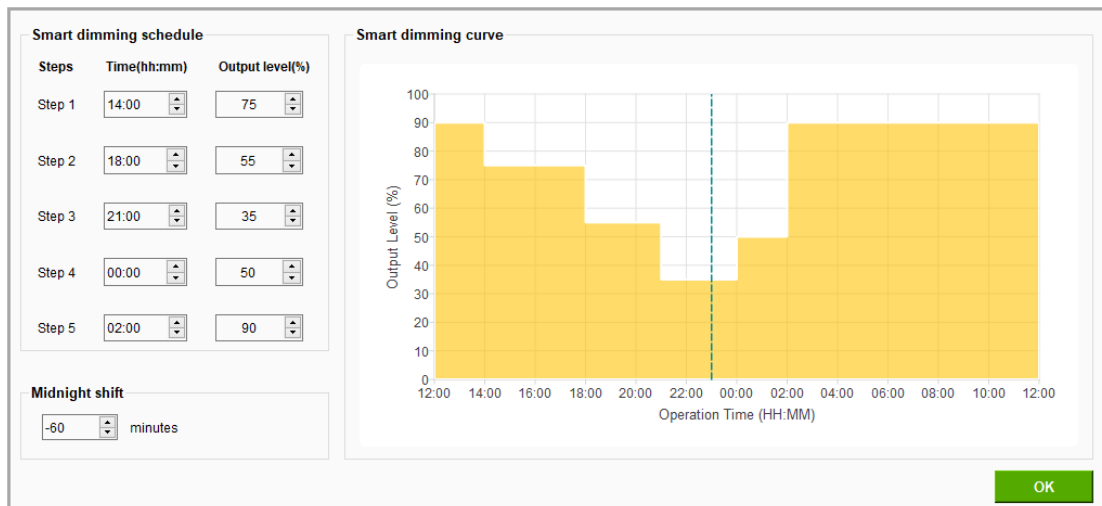 Smart dimming schedule
Steps Time(hh:mm) Output level(%)
Step 1 14:00 75
Step 2 18:00 55
Step 3 21:00 35
Step 4 00:00 50
Step 5 02:00 90
Midnight shift
-60 minutes
Smart dimming curve
Output Level (%)
100
90
80
70
60
50
40
30
20
10
0
12:00 14:00 16:00 18:00 20:00 22:00 00:00 02:00 04:00 06:00 08:00 10:00 12:00
Operation Time (HH:MM)
OK